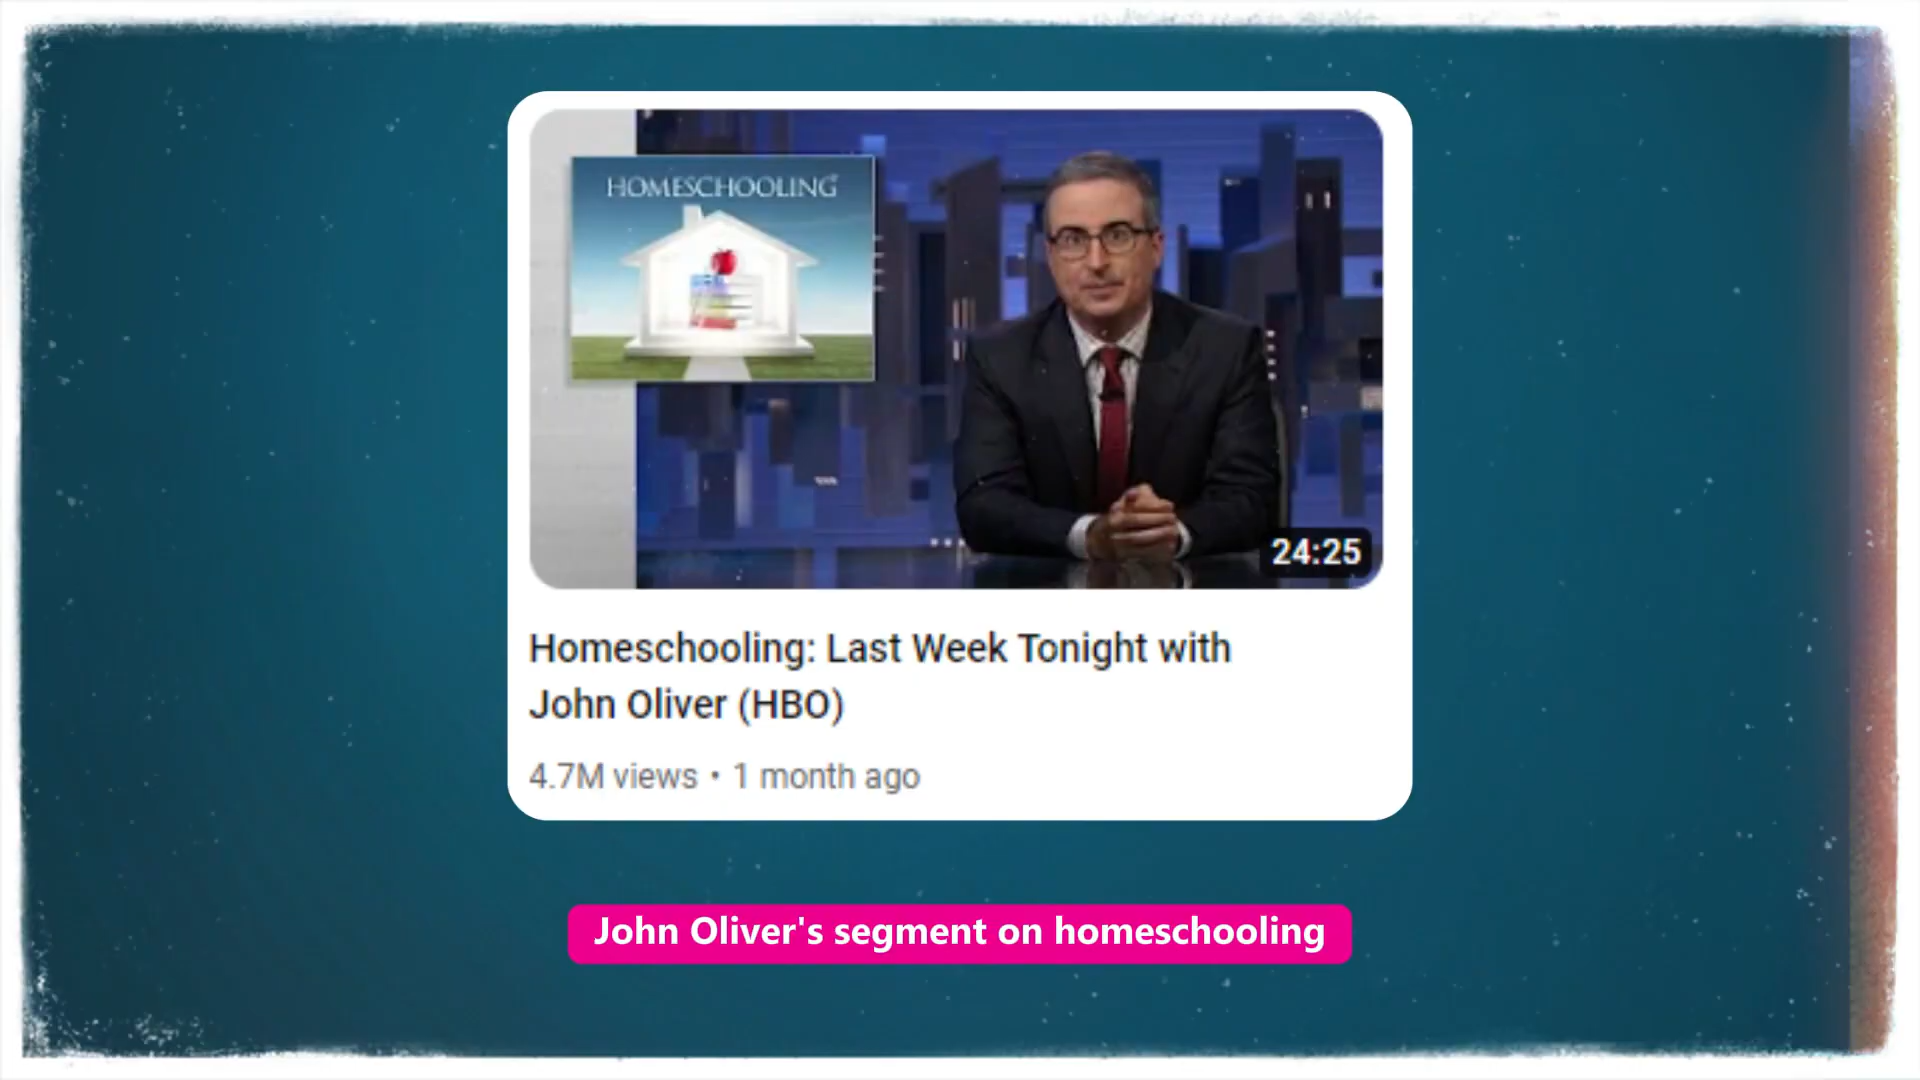 HOMESCHOOLING
24:25
Homeschooling: Last Week Tonight with
John Oliver (HBO)
4.7M views • 1 month ago
John Oliver's segment on homeschooling